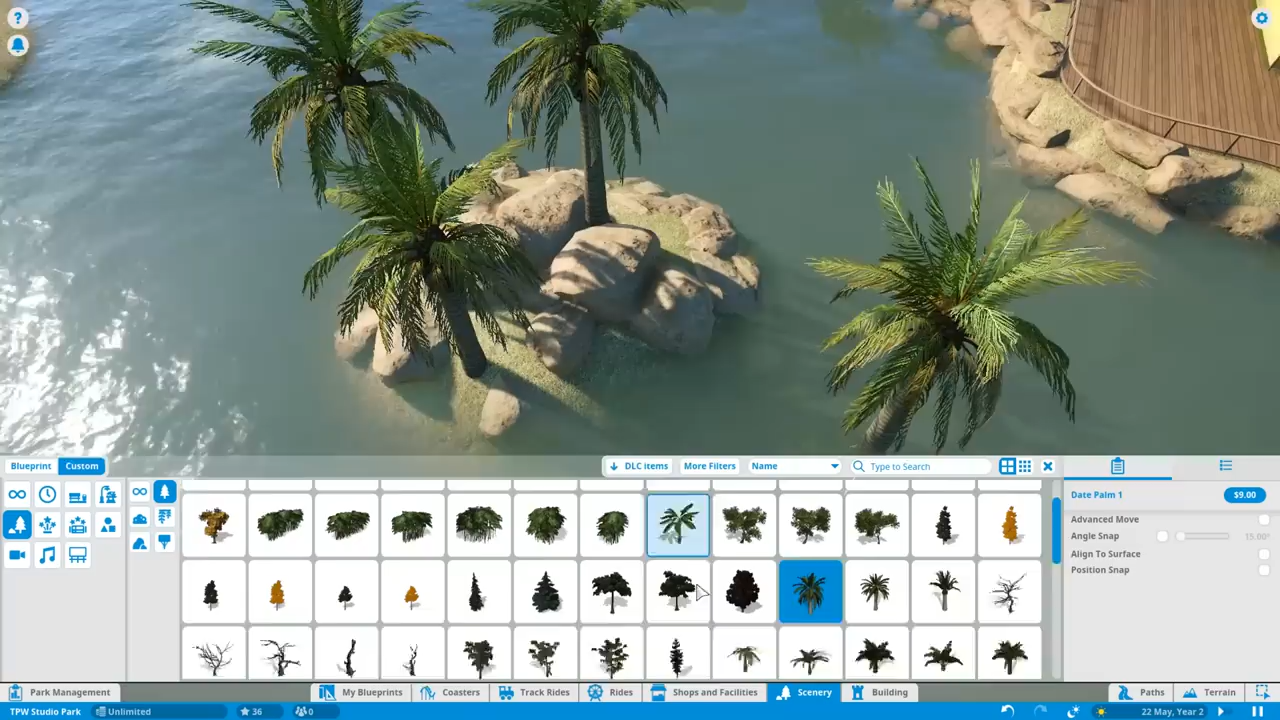 Blueprint Custom
DLC items
More Filters
Name
Type to Search
Date Palm 1
$9.00
Advanced Move
Angle Snap
15.00°
Align To Surface
Position Snap
Park Management
My Blueprints
Coasters
Track Rides
Rides
Shops and Facilities
Scenery
Building
Paths
Terrain
TPW Studio Park
Unlimited
36
0
22 May, Year 2